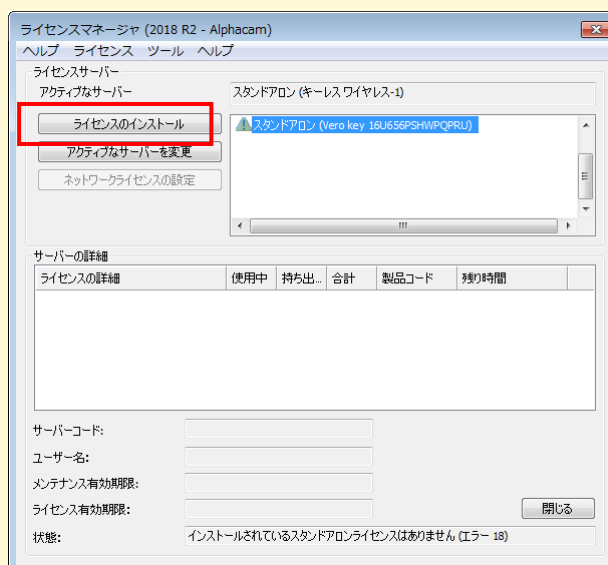 ライセンスマネージャ (2018 R2 - Alphacam)
ヘルプ ライセンス ツール ヘルプ
ライセンスサーバー
アクティブなサーバー
スタンドアロン (キーレス ワイヤレス-1)
ライセンスのインストール
スタンドアロン (Vero key 16U656PSHWPQPRU)
アクティブなサーバーを変更
ネットワークライセンスの設定
サーバーの詳細
ライセンスの詳細 使用中 持ち出... 合計 製品コード 残り時間
サーバーコード:
ユーザー名:
メンテナンス有効期限:
ライセンス有効期限:
閉じる
状態: インストールされているスタンドアロンライセンスはありません (エラー 18)